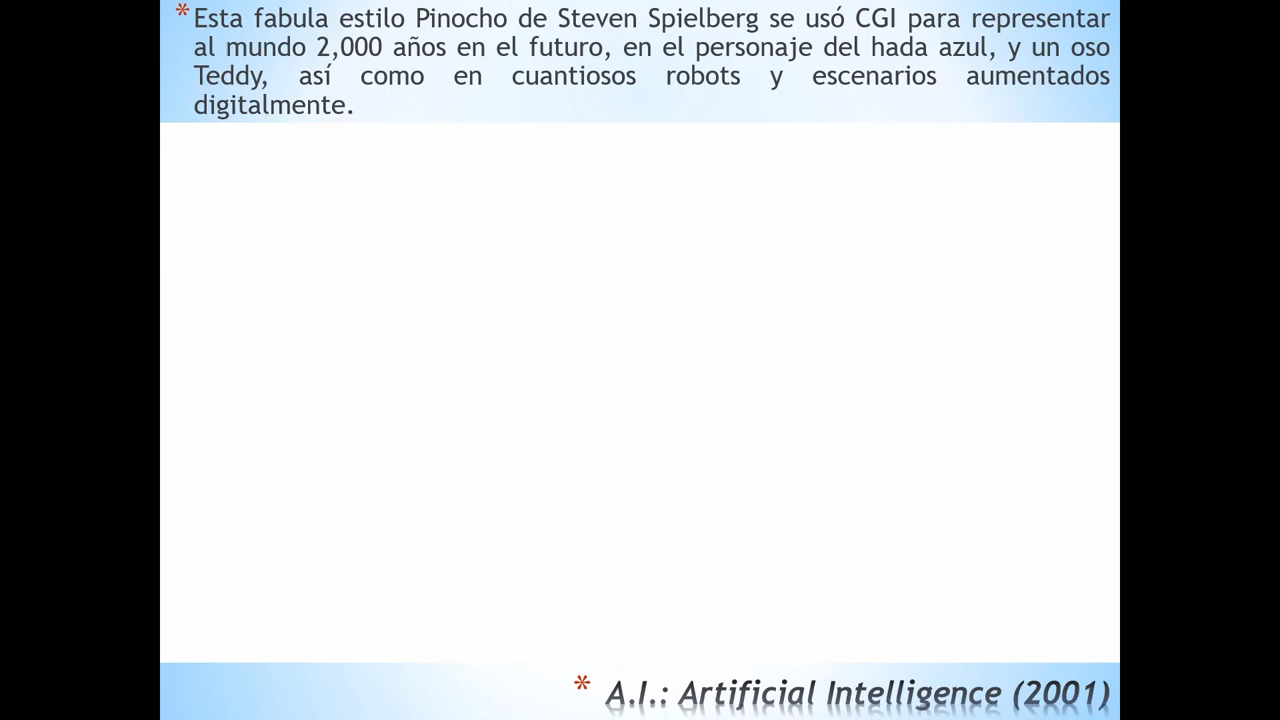 * Esta fabula estilo Pinocho de Steven Spielberg se usó CGI para representar
al mundo 2,000 años en el futuro, en el personaje del hada azul, y un oso
Teddy, así como en cuantiosos robots y escenarios aumentados
digitalmente.
* A.I.: Artificial Intelligence (2001)